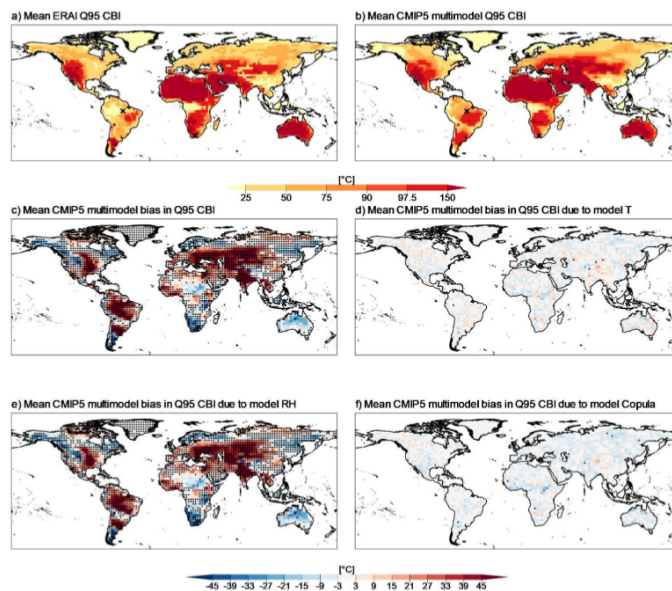 a) Mean ERAI Q95 CBI
b) Mean CMIP5 multimodel Q95 CBI
[°C]
25 50 75 90 97.5 150
c) Mean CMIP5 multimodel bias in Q95 CBI
d) Mean CMIP5 multimodel bias in Q95 CBI due to model T
e) Mean CMIP5 multimodel bias in Q95 CBI due to model RH
f) Mean CMIP5 multimodel bias in Q95 CBI due to model Copula
[°C]
-45 -39 -33 -27 -21 -15 -9 -3 3 9 15 21 27 33 39 45